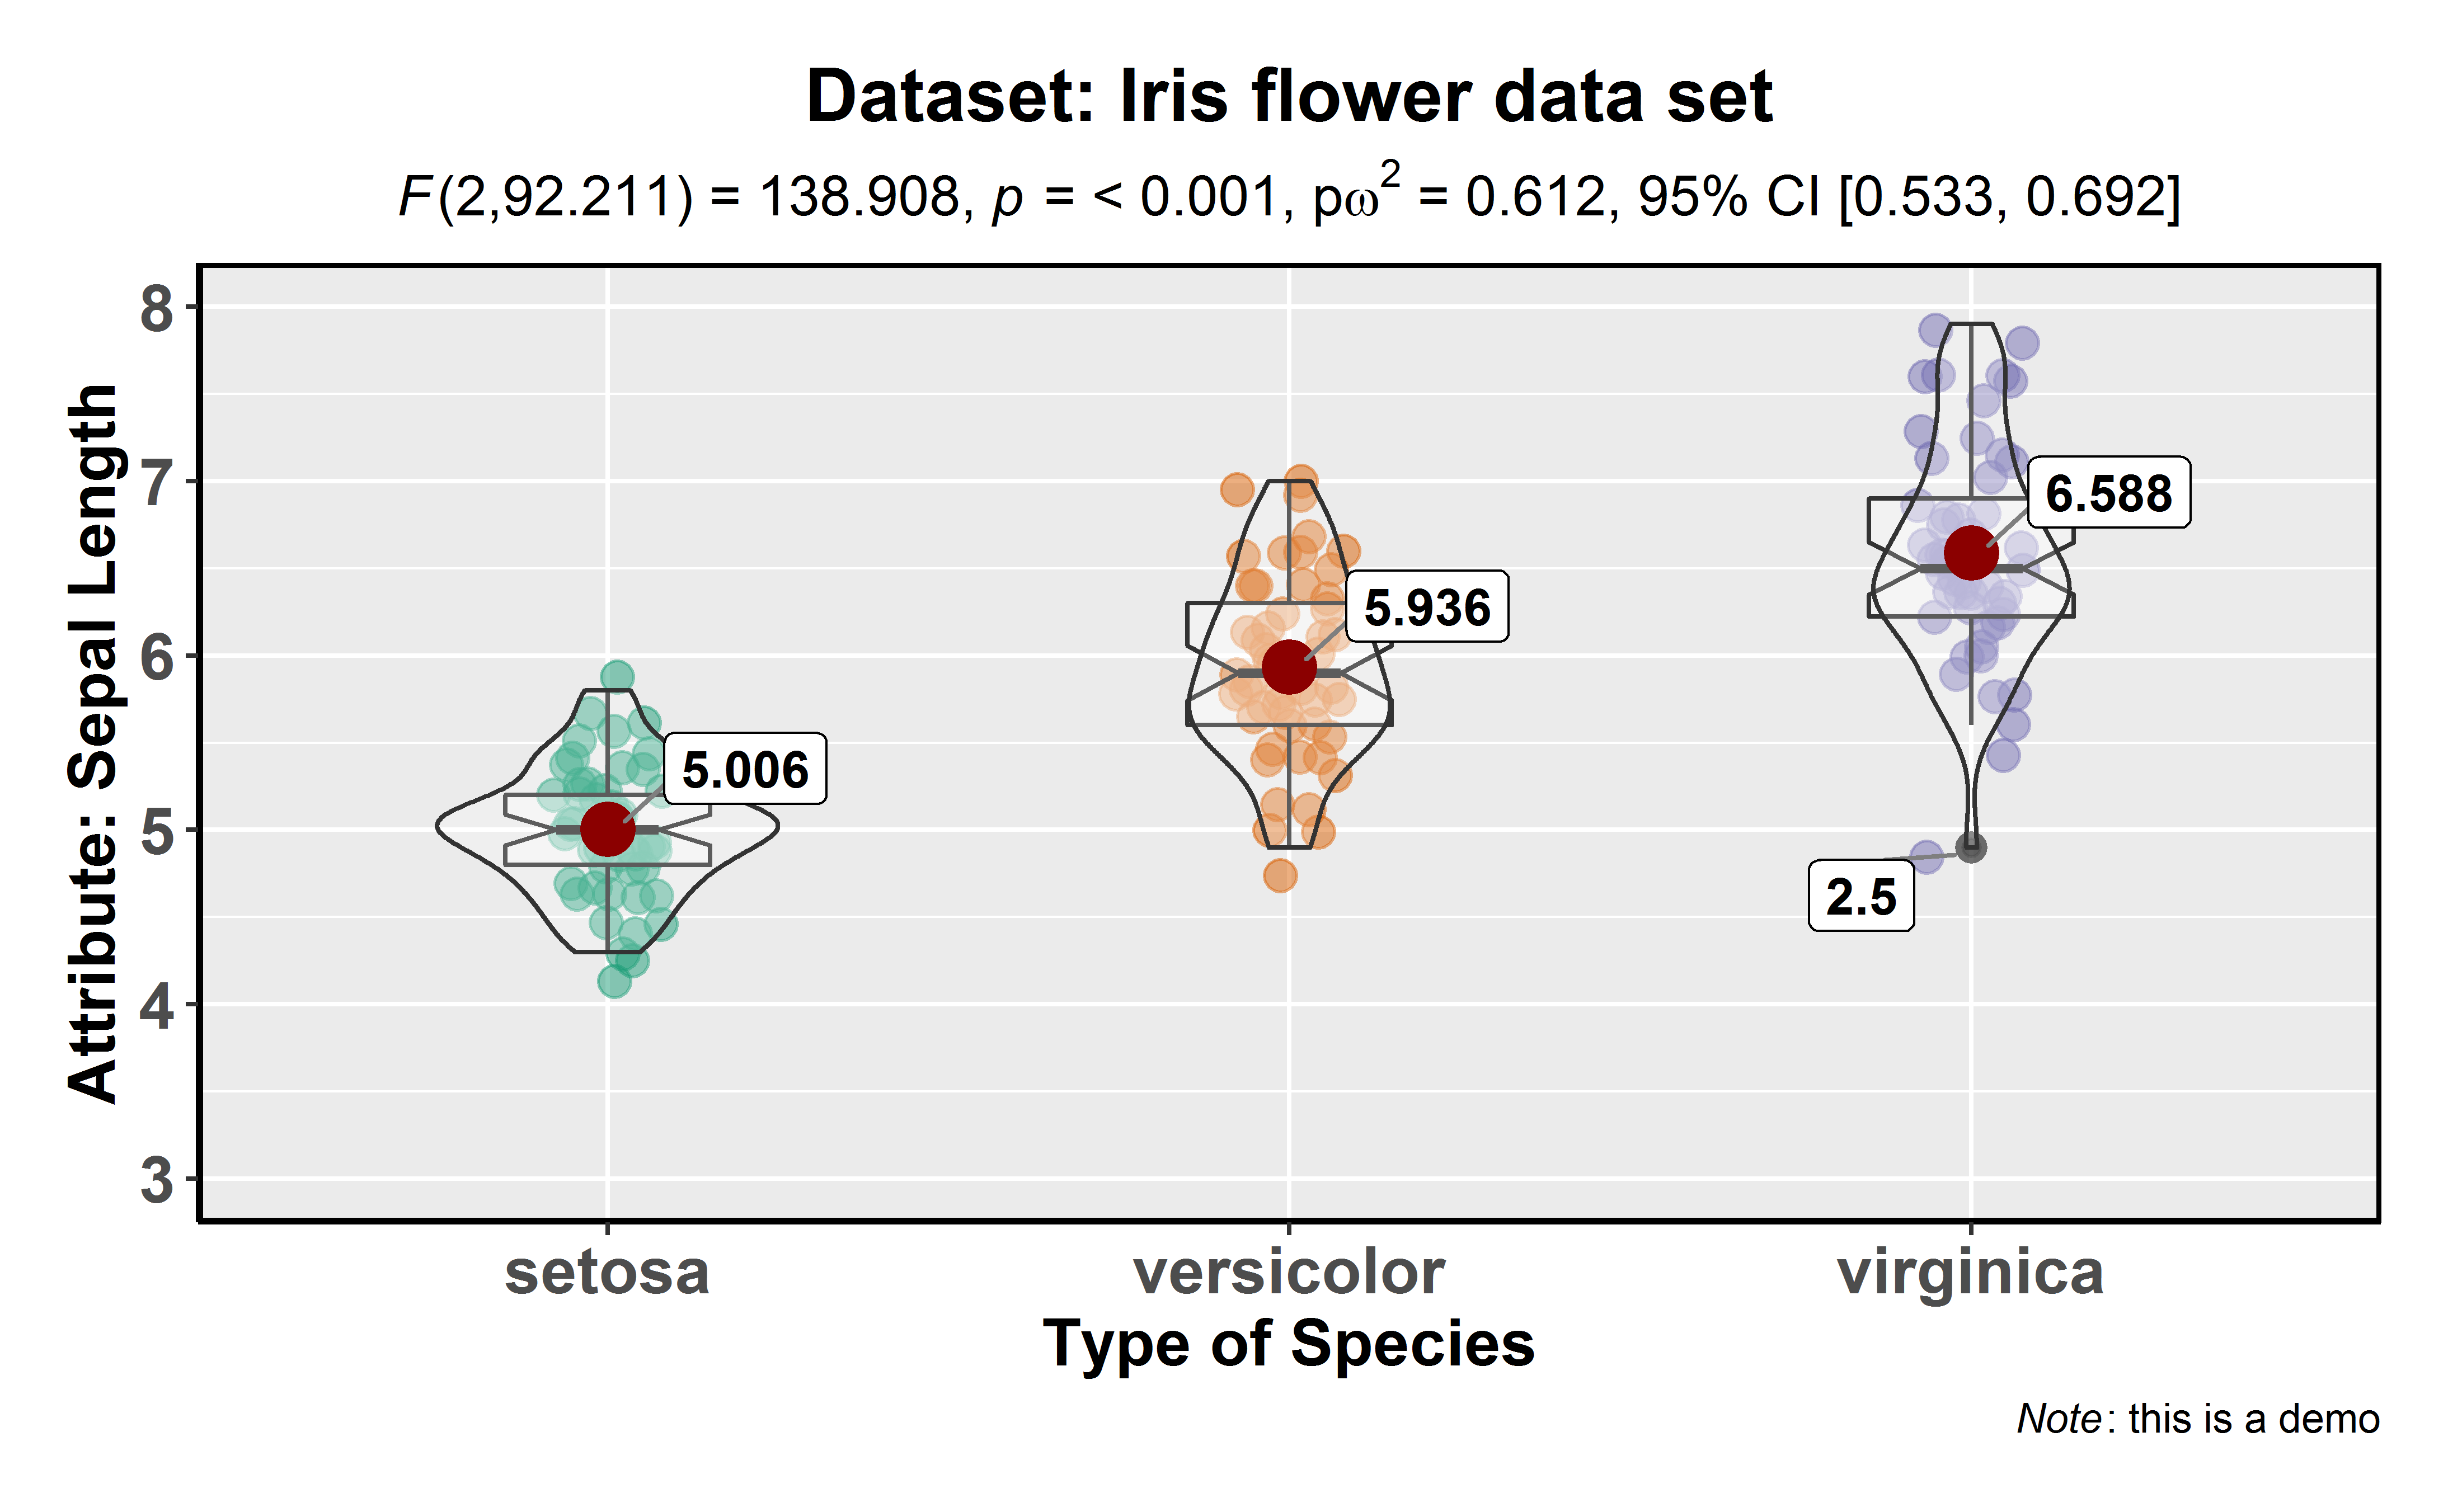 Dataset: Iris flower data set
F(2,92.211) = 138.908, p = < 0.001, pω² = 0.612, 95% CI [0.533, 0.692]
Attribute: Sepal Length
8
7
6
5
4
3
5.006
5.936
6.588
2.5
setosa
versicolor
virginica
Type of Species
Note: this is a demo